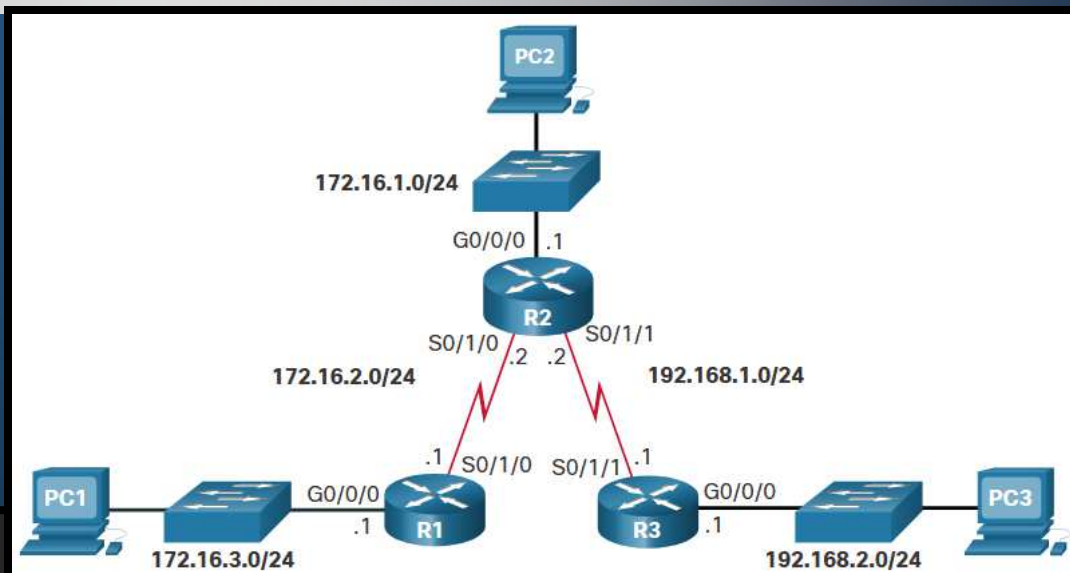 PC2
172.16.1.0/24
G0/0/0 .1
R2
S0/1/0 S0/1/1
.2 .2
172.16.2.0/24 192.168.1.0/24
.1 S0/1/0 S0/1/1 .1
PC1 G0/0/0 R1 R3 G0/0/0 PC3
.1 .1
172.16.3.0/24 192.168.2.0/24